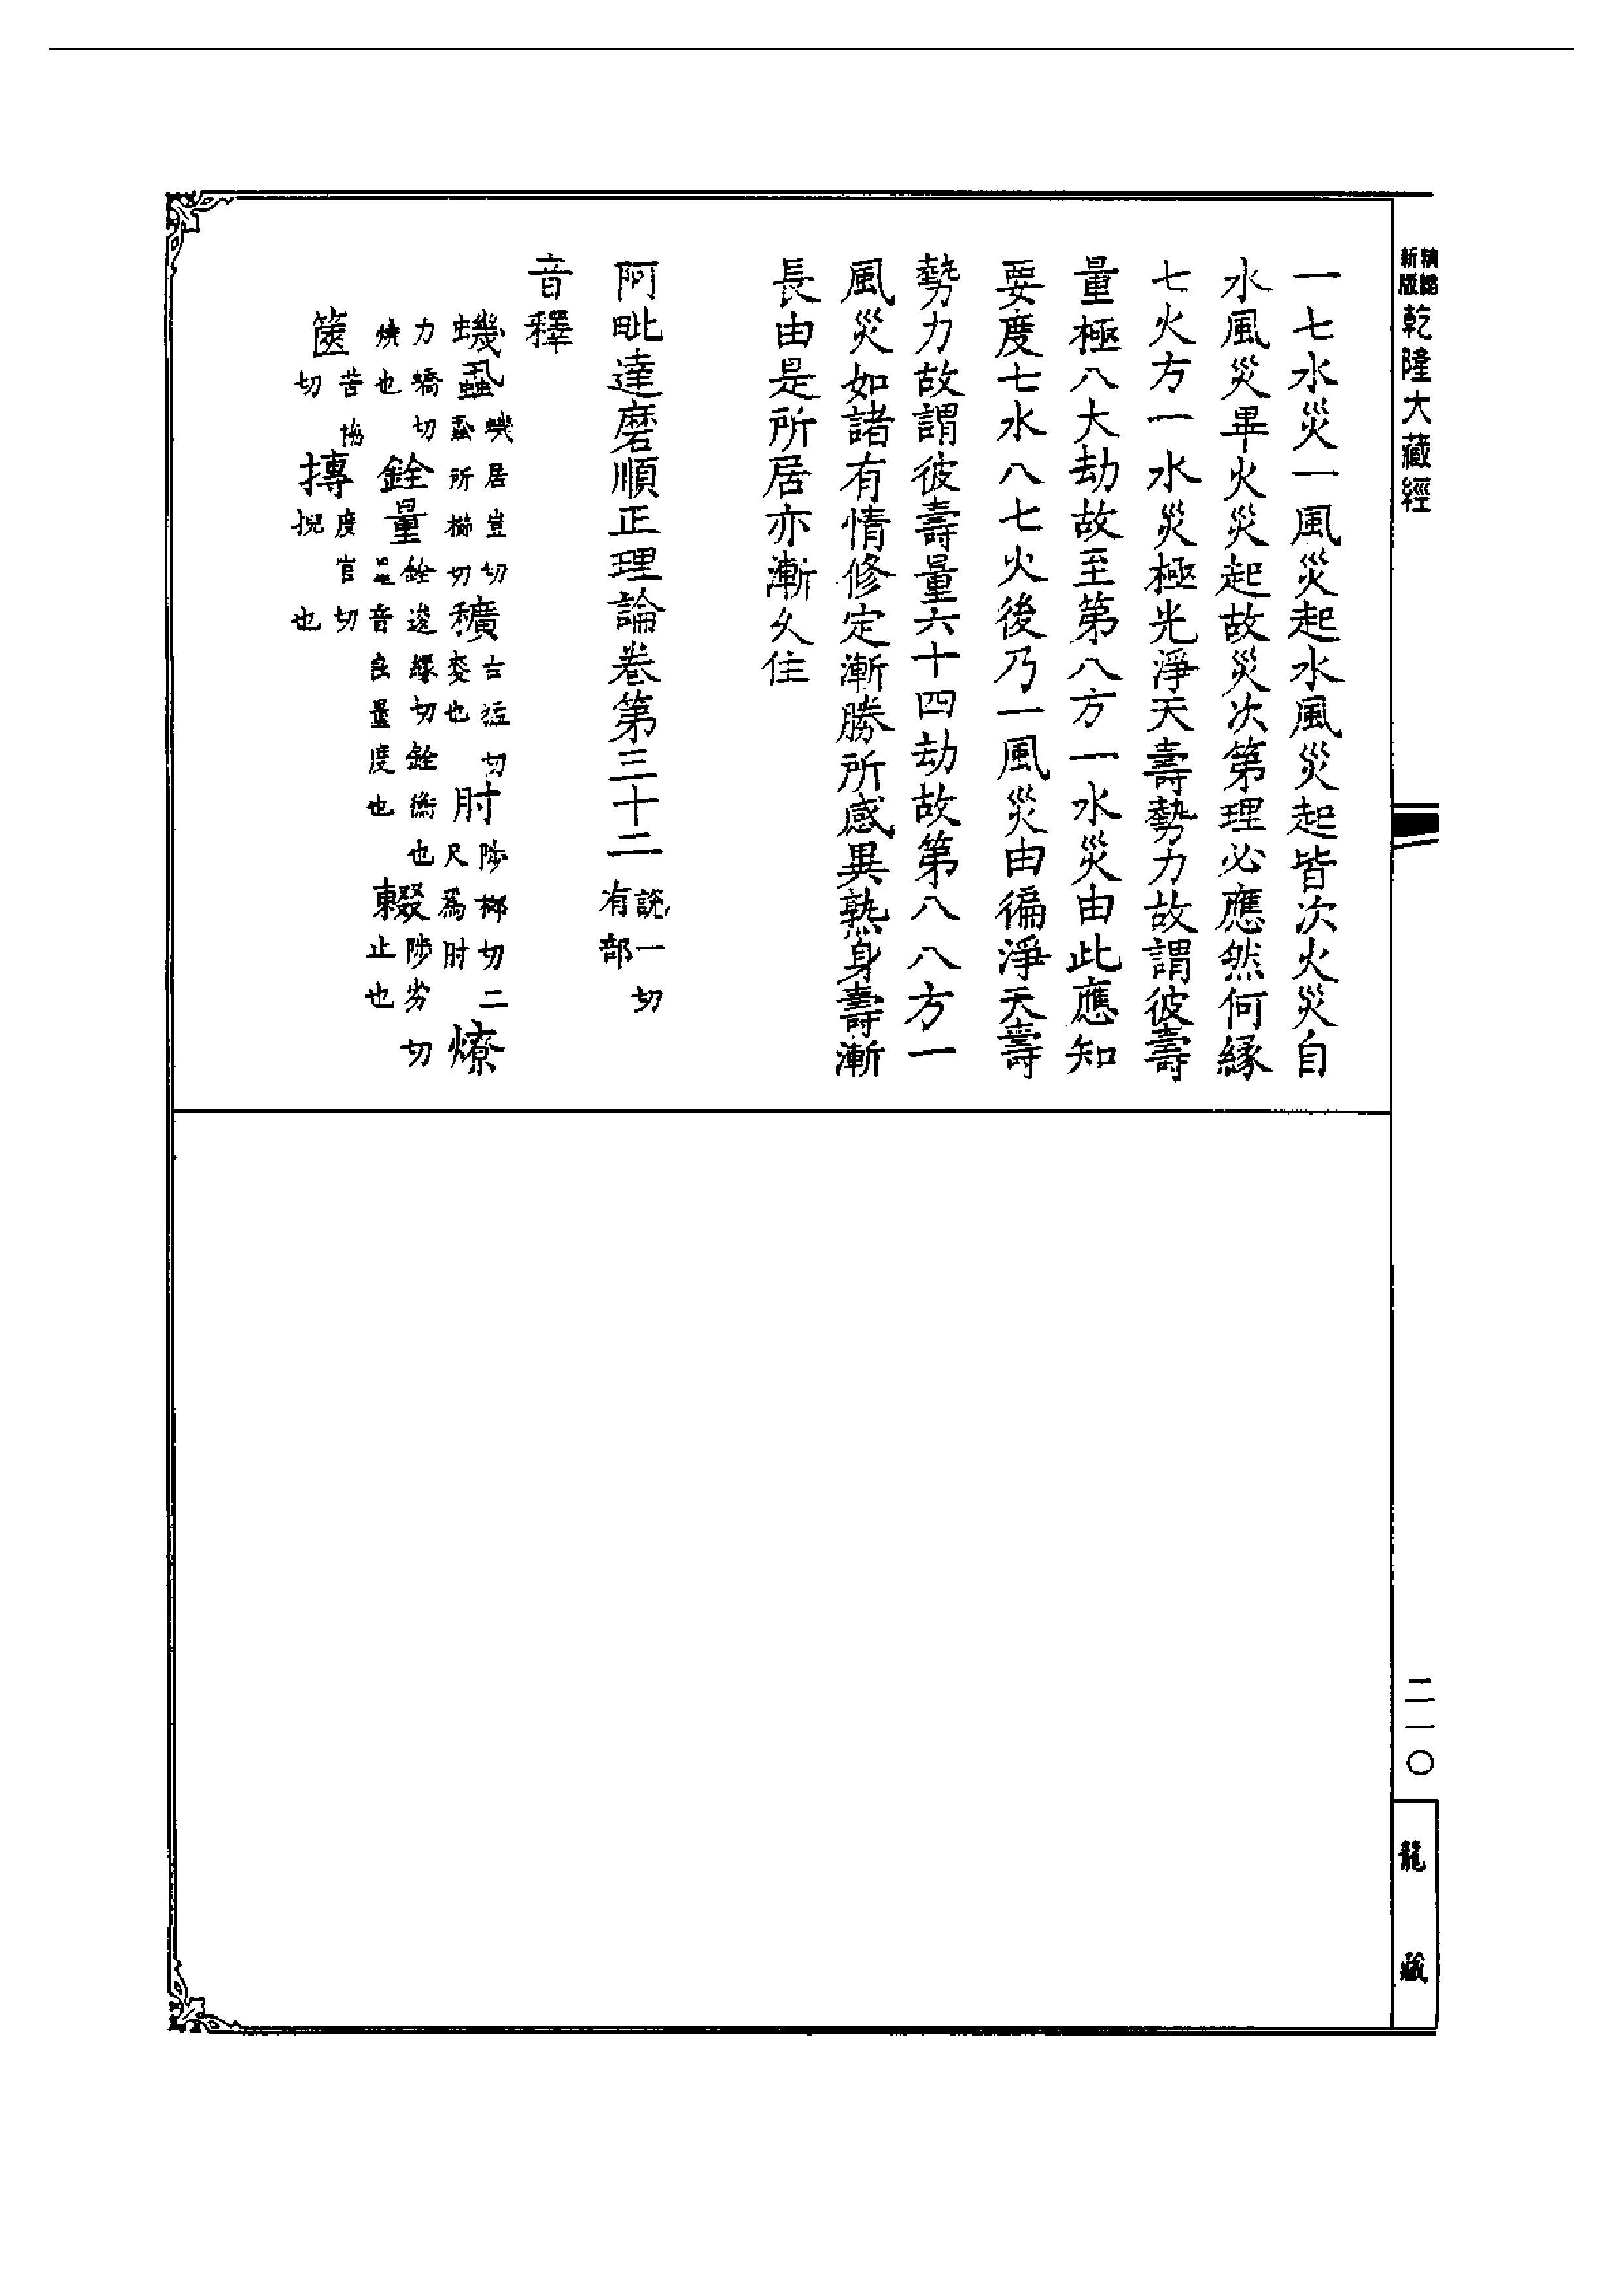 新版 精縮 乾隆大藏經
一七水災一風災起水風災起皆次火災自
水風災畢火災起故災次第理必應然何緣
七火方一水災極光淨天壽勢力故謂彼壽
量極八大劫故至第八方一水災由此應知
要度七水八七火後乃一風災由徧淨天壽
勢力故謂彼壽量六十四劫故第八八方一
風災如諸有情修定漸勝所感異熟身壽漸
長由是所居亦漸久住
阿毗達磨順正理論卷第三十二 說一切有部
音釋
蟣蝨 蟣居豈切蝨所櫛切 穬 古猛切麥也 肘 陟柳切二尺爲肘 燎
力矯切燒也 銓量 銓逡緣切銓衡也量音良量度也 輟 陟劣切止也
篋 苦協切 摶 度官切捏也
二一〇
龍藏